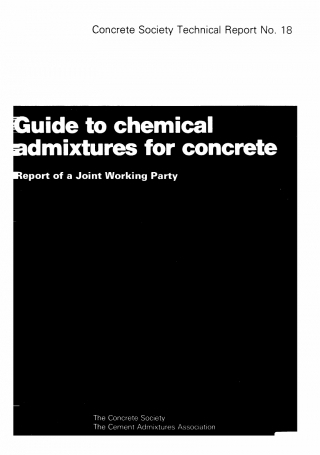 Concrete Society Technical Report No. 18
Guide to chemical
admixtures for concrete
Report of a Joint Working Party
The Concrete Society
The Cement Admixtures Association